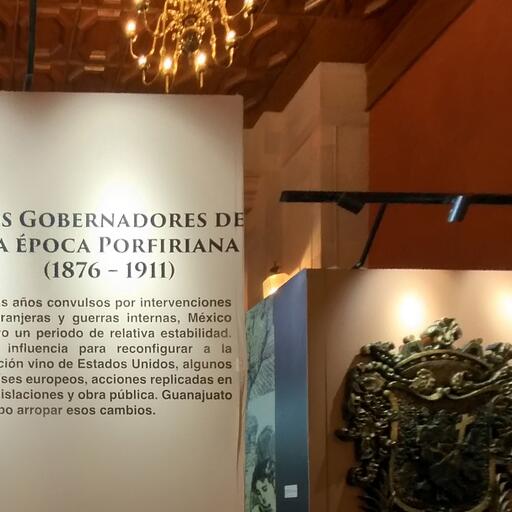 S GOBERNADORES DE
A ÉPOCA PORFIRIANA
(1876 – 1911)
s años convulsos por intervenciones
ranjeras y guerras internas, México
o un periodo de relativa estabilidad.
influencia para reconfigurar a la
ción vino de Estados Unidos, algunos
ses europeos, acciones replicadas en
islaciones y obra pública. Guanajuato
po arropar esos cambios.